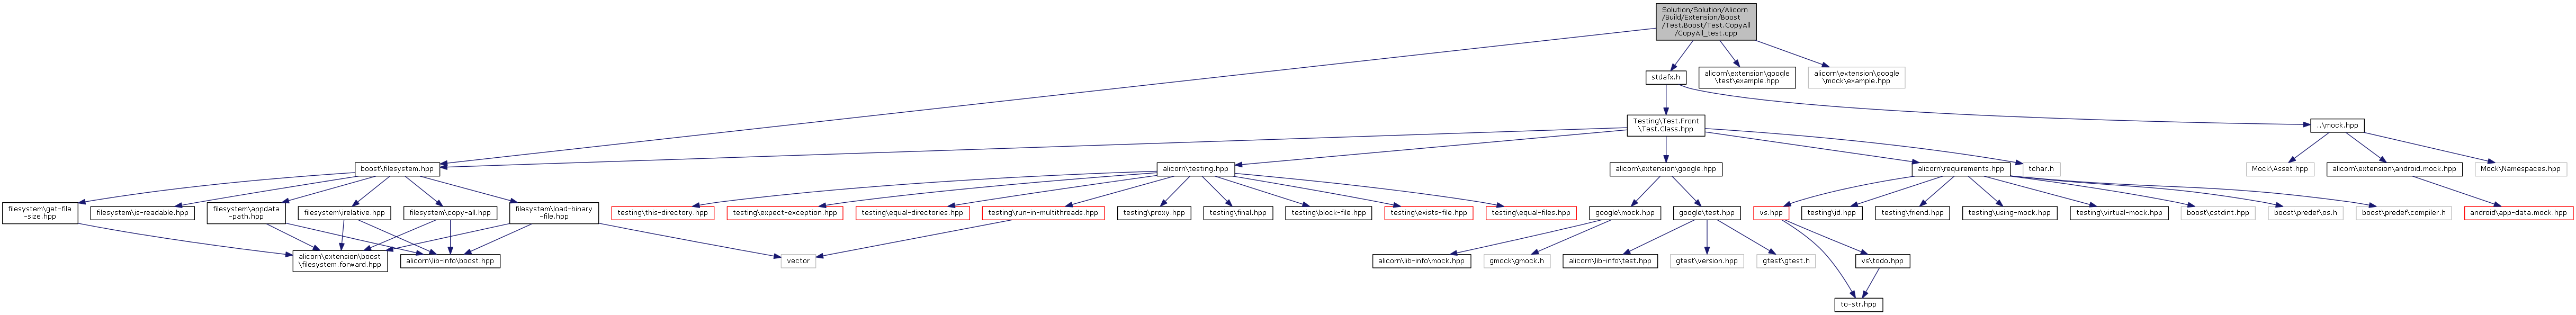 Solution/Solution/Alicorn
/Build/Extension/Boost
/Test.Boost/Test.CopyAll
/CopyAll_test.cpp
stdafx.h
alicorn\extension\google
\test\example.hpp
alicorn\extension\google
\mock\example.hpp
Testing\Test.Front
\Test.Class.hpp
..\mock.hpp
boost\filesystem.hpp
alicorn\testing.hpp
alicorn\extension\google.hpp
alicorn\requirements.hpp
tchar.h
Mock\Asset.hpp
alicorn\extension\android.mock.hpp
Mock\Namespaces.hpp
filesystem\get-file
-size.hpp
filesystem\is-readable.hpp
filesystem\appdata
-path.hpp
filesystem\relative.hpp
filesystem\copy-all.hpp
filesystem\load-binary
-file.hpp
testing\this-directory.hpp
testing\expect-exception.hpp
testing\equal-directories.hpp
testing\run-in-multithreads.hpp
testing\proxy.hpp
testing\final.hpp
testing\block-file.hpp
testing\exists-file.hpp
testing\equal-files.hpp
google\mock.hpp
google\test.hpp
vs.hpp
testing\id.hpp
testing\friend.hpp
testing\using-mock.hpp
testing\virtual-mock.hpp
boost\cstdint.hpp
boost\predef\os.h
boost\predef\compiler.h
android\app-data.mock.hpp
alicorn\extension\boost
\filesystem.forward.hpp
alicorn\lib-info\boost.hpp
vector
alicorn\lib-info\mock.hpp
gmock\gmock.h
alicorn\lib-info\test.hpp
gtest\version.hpp
gtest\gtest.h
vs\todo.hpp
to-str.hpp